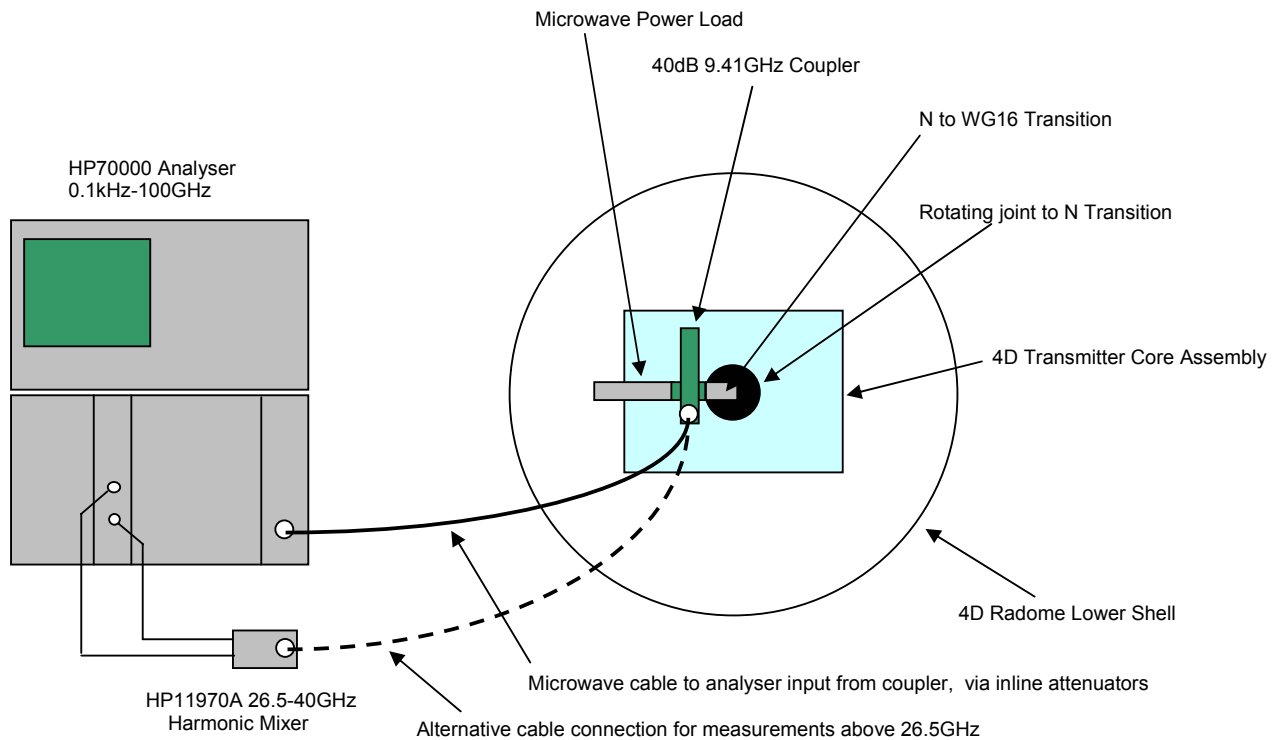 Microwave Power Load
40dB 9.41GHz Coupler
N to WG16 Transition
HP70000 Analyser
0.1kHz-100GHz
Rotating joint to N Transition
4D Transmitter Core Assembly
4D Radome Lower Shell
Microwave cable to analyser input from coupler, via inline attenuators
HP11970A 26.5-40GHz
Harmonic Mixer
Alternative cable connection for measurements above 26.5GHz